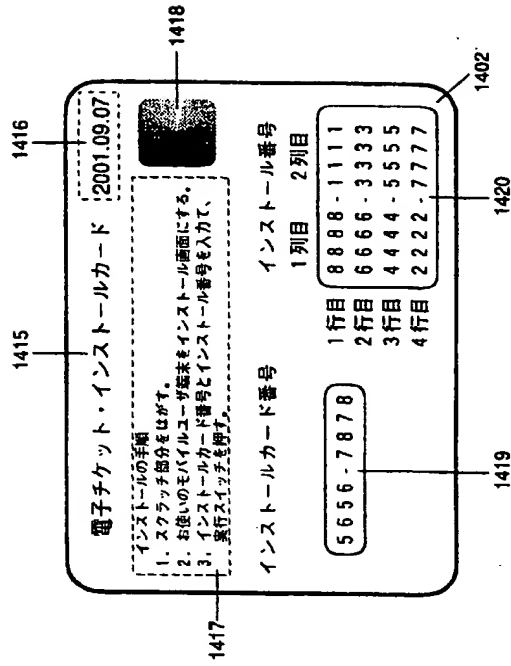 1415
1416
1418
電子チケット・インストールカード
2001.09.07
インストールの手順
1. スクラッチ部分をはがす。
2. お使いのモバイルユーザ端末をインストール画面にする。
3. インストールカード番号とインストール番号を入力て、
実行スイッチを押す。
1417
インストールカード番号
インストール番号
1列目 2列目
5656-7878
1行目 8888-1111
2行目 6666-3333
3行目 4444-5555
4行目 2222-7777
1419
1420
1402